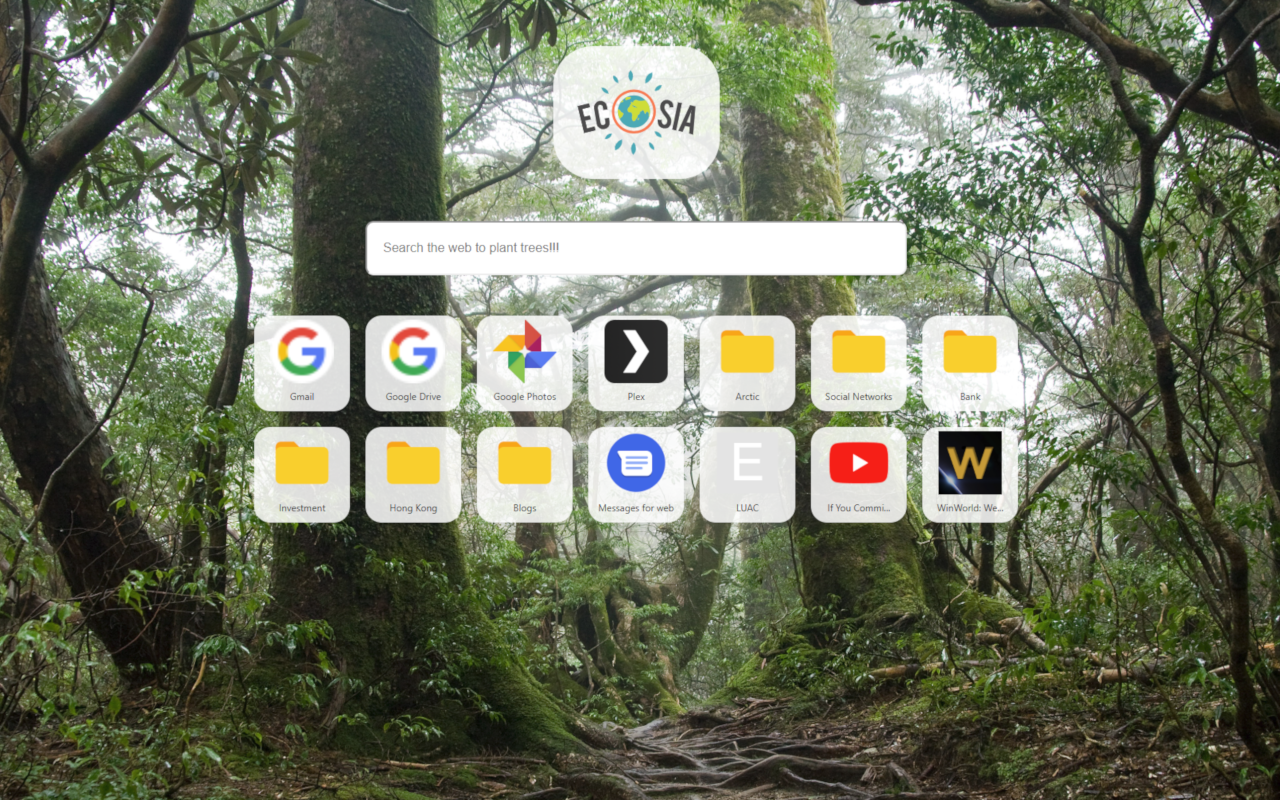 ECOSIA
Search the web to plant trees!!!
Gmail
Google Drive
Google Photos
Plex
Arctic
Social Networks
Bank
Investment
Hong Kong
Blogs
Messages for web
E
LUAC
If You Commi...
W
WinWorld: We...